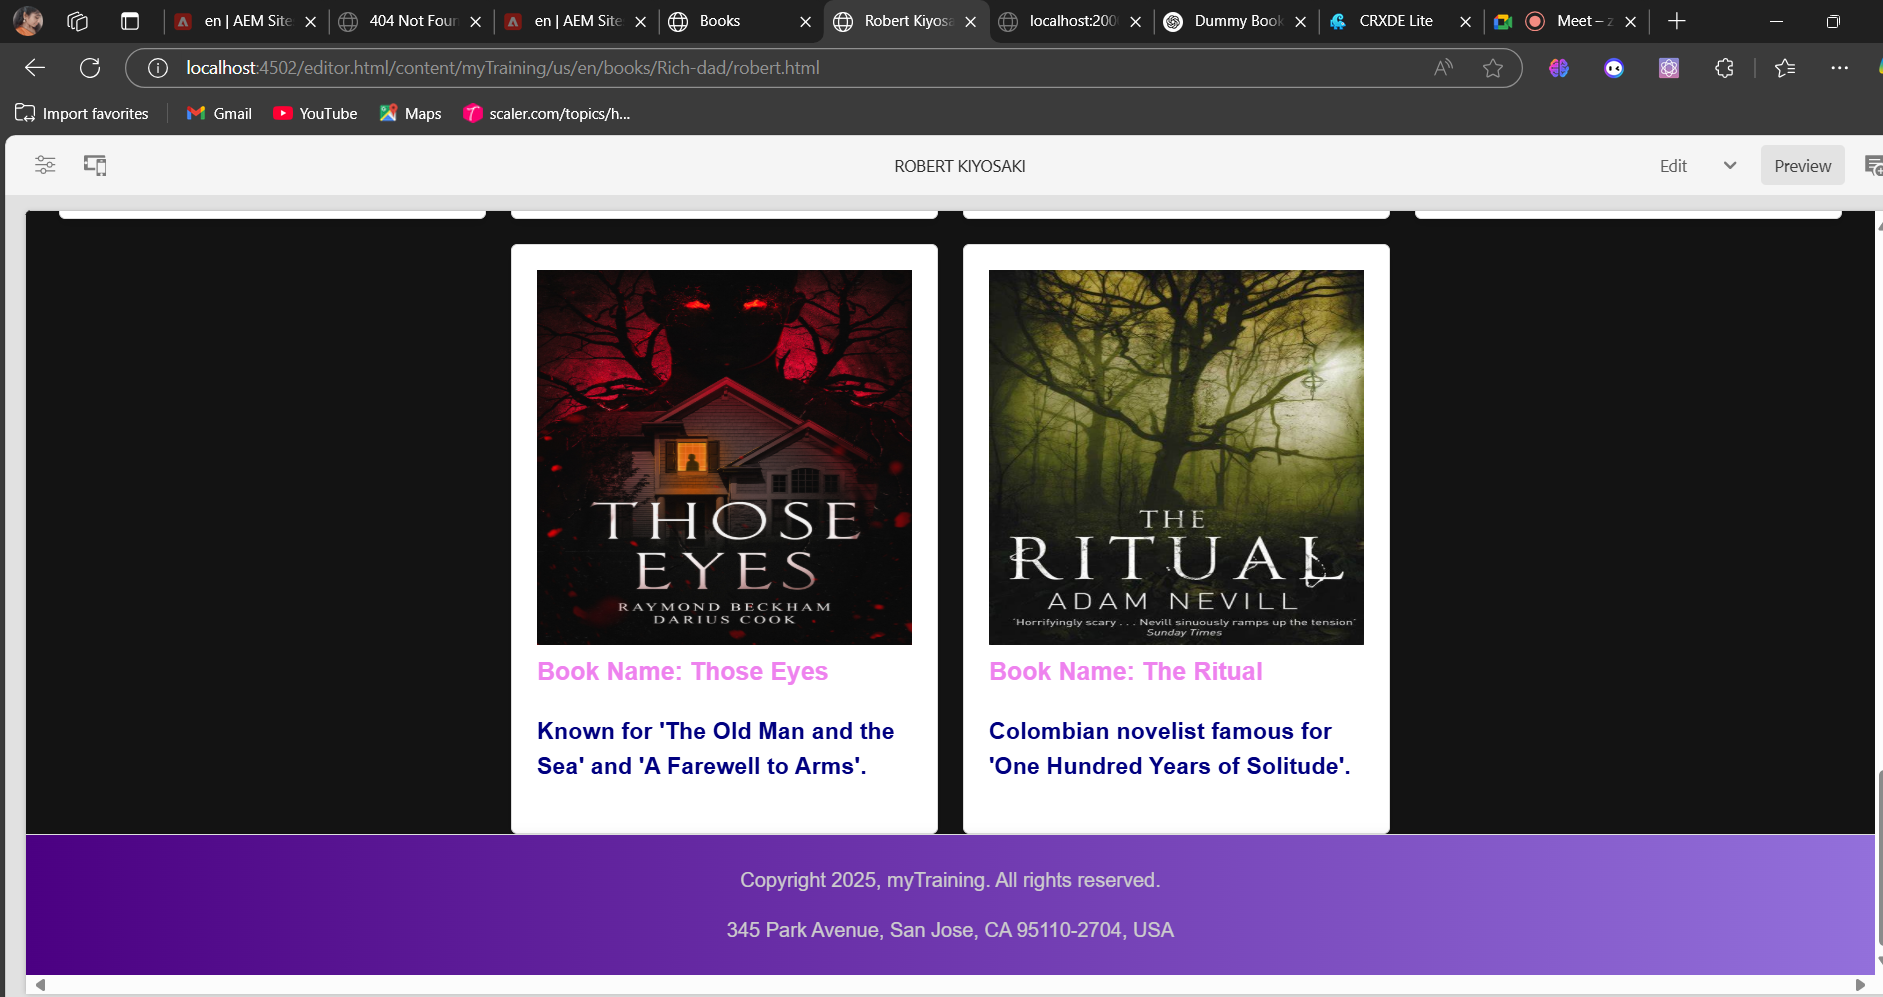 en | AEM Site
404 Not Foun
en | AEM Site
Books
Robert Kiyosa
localhost:200
Dummy Book
CRXDE Lite
Meet – z
localhost:4502/editor.html/content/myTraining/us/en/books/Rich-dad/robert.html
Import favorites
Gmail
YouTube
Maps
scaler.com/topics/h...
ROBERT KIYOSAKI
Edit
Preview
THOSE
EYES
RAYMOND BECKHAM
DARIUS COOK
Book Name: Those Eyes
Known for 'The Old Man and the
Sea' and 'A Farewell to Arms'.
THE
RITUAL
ADAM NEVILL
'Horrifyingly scary . . . Nevill sinuously ramps up the tension'
Sunday Times
Book Name: The Ritual
Colombian novelist famous for
'One Hundred Years of Solitude'.
Copyright 2025, myTraining. All rights reserved.
345 Park Avenue, San Jose, CA 95110-2704, USA